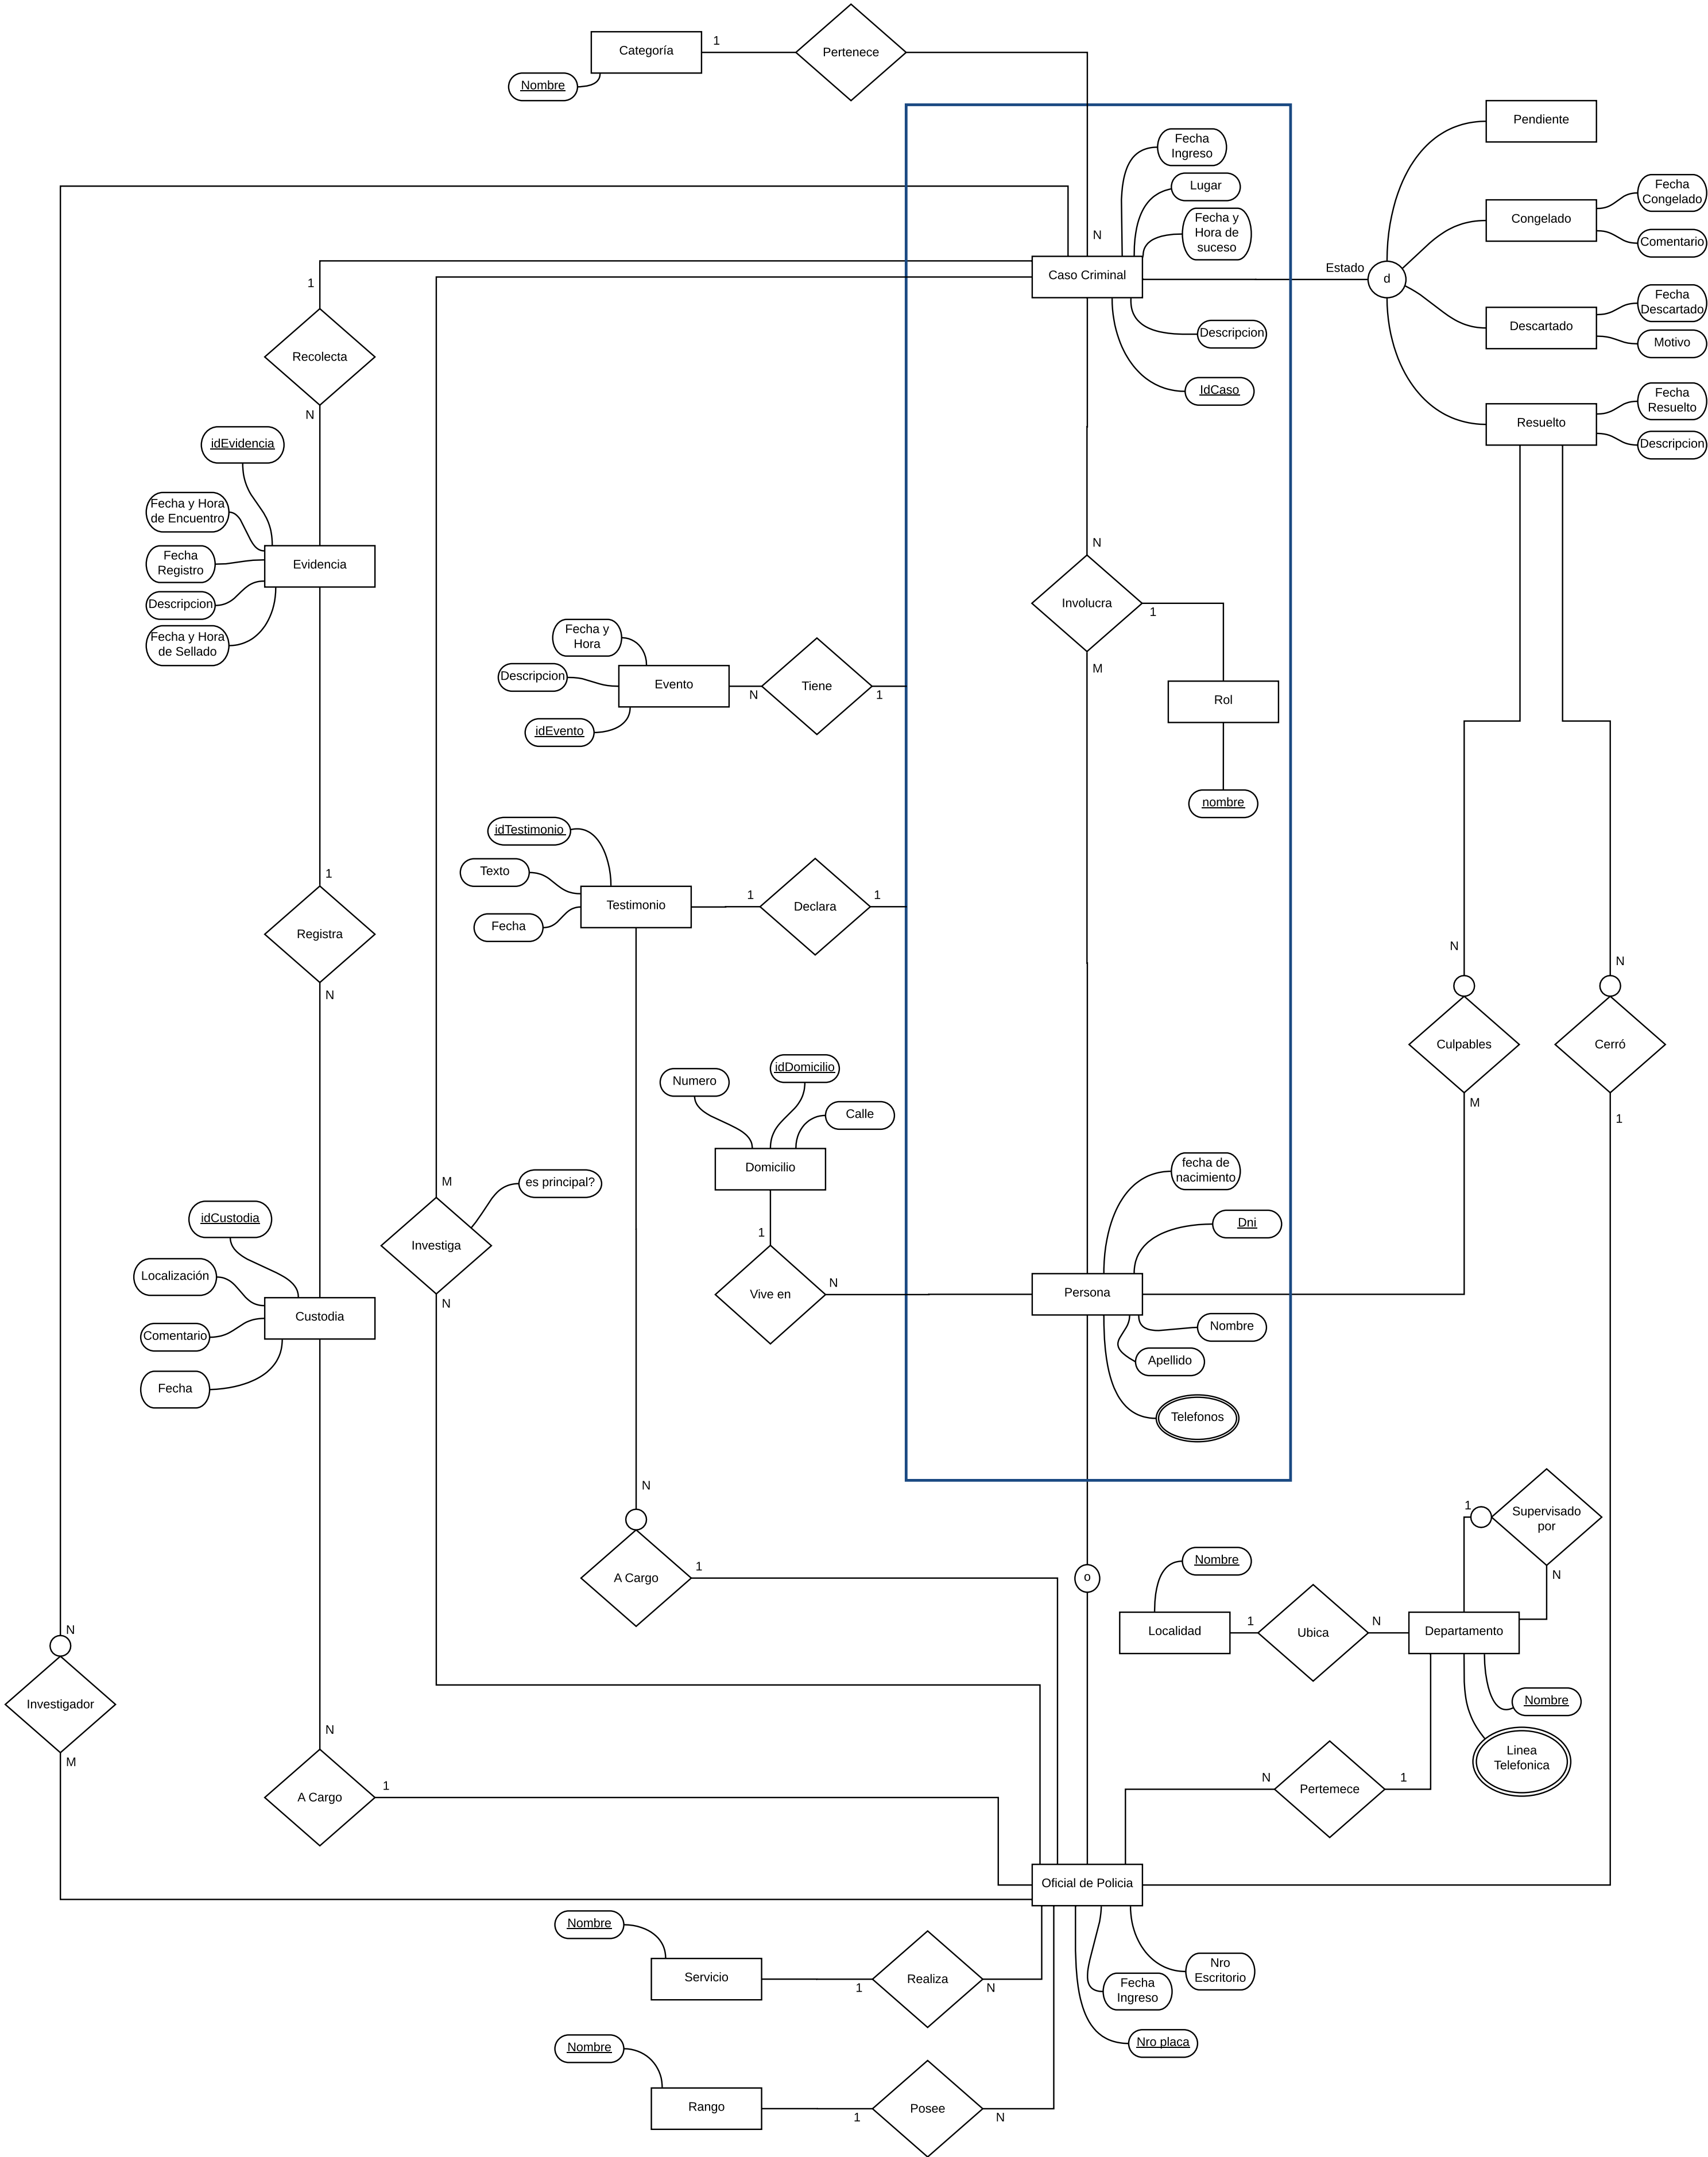 Categoría
1
Pertenece
Nombre
Pendiente
Fecha
Ingreso
Lugar
Fecha y
Hora de
suceso
N
Caso Criminal
Estado
d
Congelado
Fecha
Congelado
Comentario
Descartado
Fecha
Descartado
Motivo
Resuelto
Fecha
Resuelto
Descripcion
Descripcion
IdCaso
1
Recolecta
N
idEvidencia
Fecha y Hora
de Encuentro
Fecha
Registro
Descripcion
Fecha y Hora
de Sellado
Evidencia
N
Involucra
1
M
Rol
nombre
Fecha y
Hora
Descripcion
Evento
idEvento
N
Tiene
1
idTestimonio
Texto
Fecha
Testimonio
1
Declara
1
1
Registra
N
N
Culpables
M
N
Cerró
1
Numero
idDomicilio
Calle
Domicilio
1
Vive en
N
fecha de
nacimiento
Dni
Persona
Nombre
Apellido
Telefonos
M
es principal?
Investiga
N
idCustodia
Localización
Comentario
Fecha
Custodia
N
A Cargo
1
o
1
Supervisado
por
N
Nombre
Localidad
1
Ubica
N
Departamento
Nombre
Linea
Telefonica
N
Pertemece
1
N
Investigador
M
N
A Cargo
1
Oficial de Policia
Nombre
Servicio
1
Realiza
N
Nro
Escritorio
Fecha
Ingreso
Nro placa
Nombre
Rango
1
Posee
N